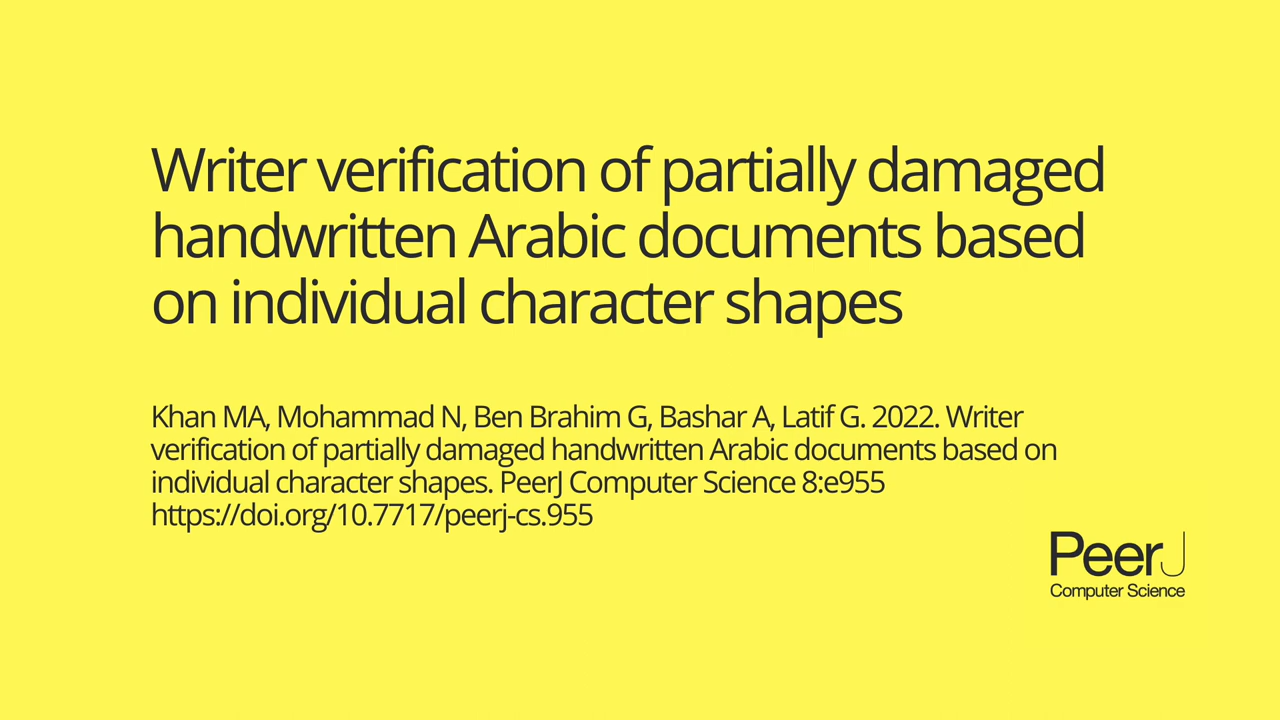 Writer verification of partially damaged
handwritten Arabic documents based
on individual character shapes
Khan MA, Mohammad N, Ben Brahim G, Bashar A, Latif G. 2022. Writer
verification of partially damaged handwritten Arabic documents based on
individual character shapes. PeerJ Computer Science 8:e955
https://doi.org/10.7717/peerj-cs.955
PeerJ
Computer Science